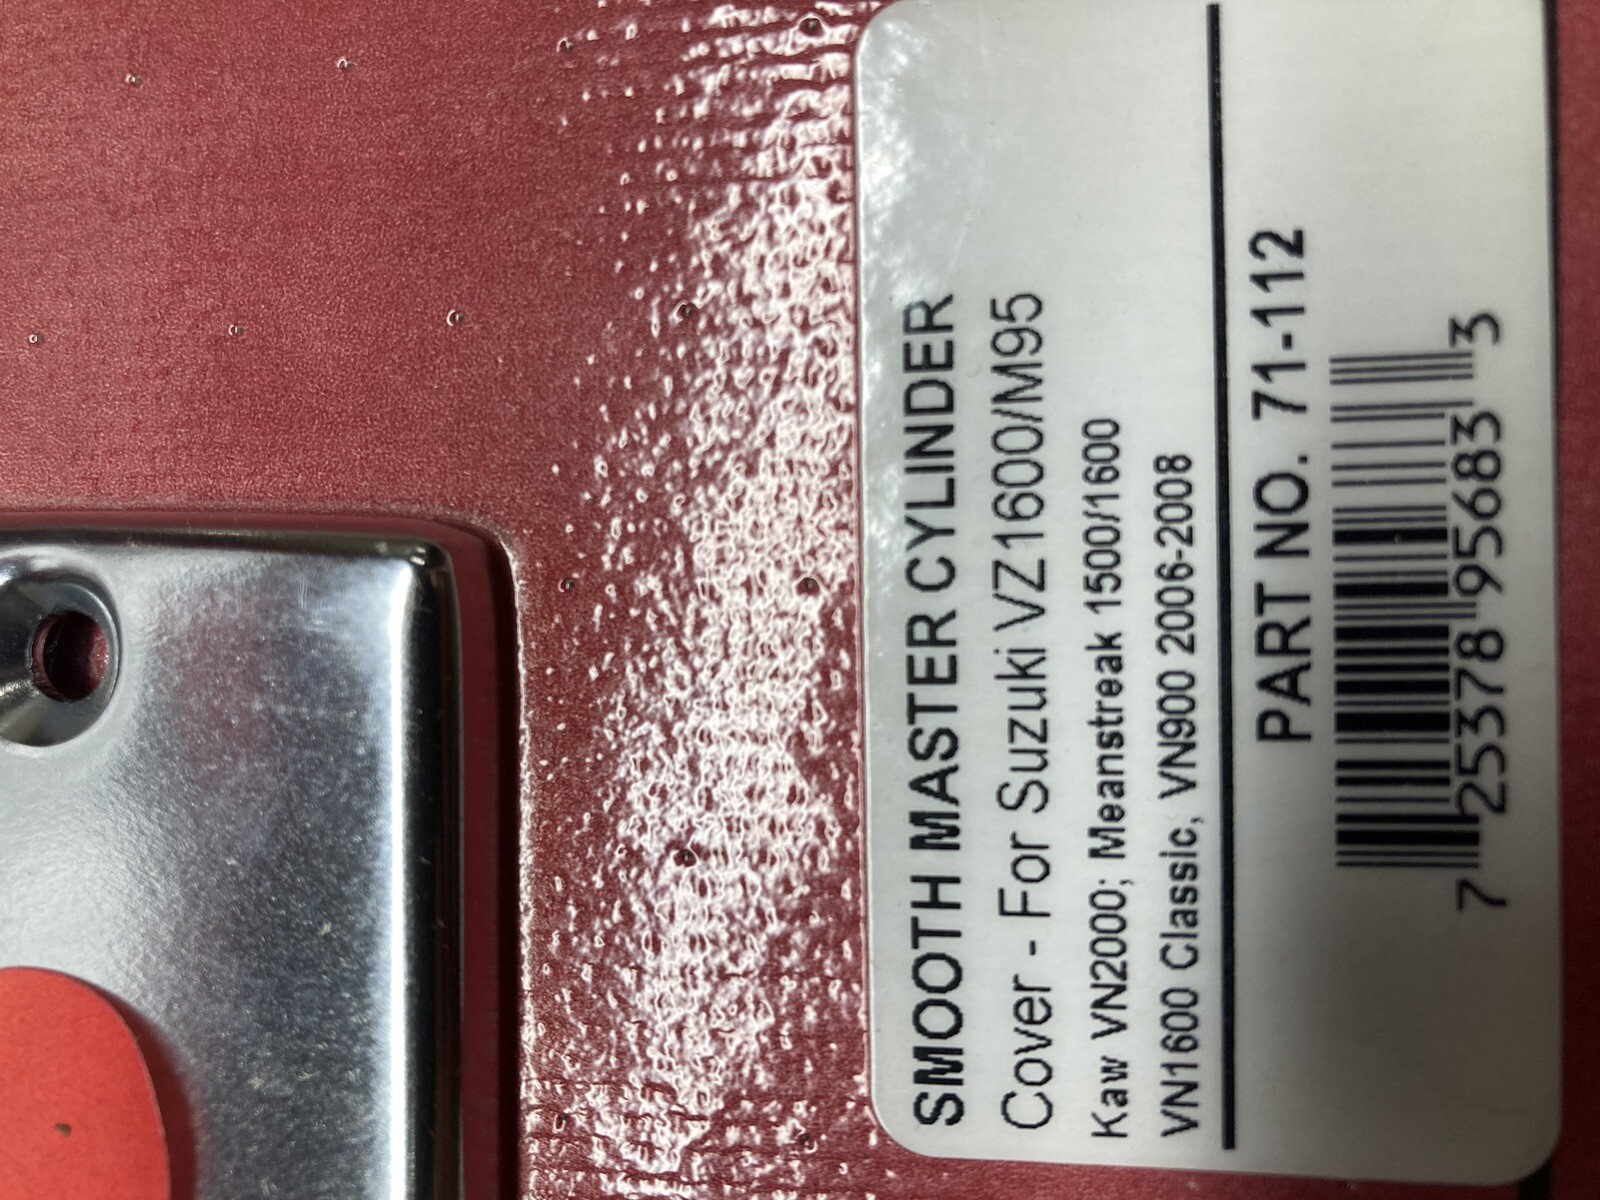 SMOOTH MASTER CYLINDER
Cover - For Suzuki VZ1600/M95
Kaw VN2000; Meanstreak 1500/1600
VN1600 Classic, VN900 2006-2008
PART NO. 71-112
7 25378 95683 3